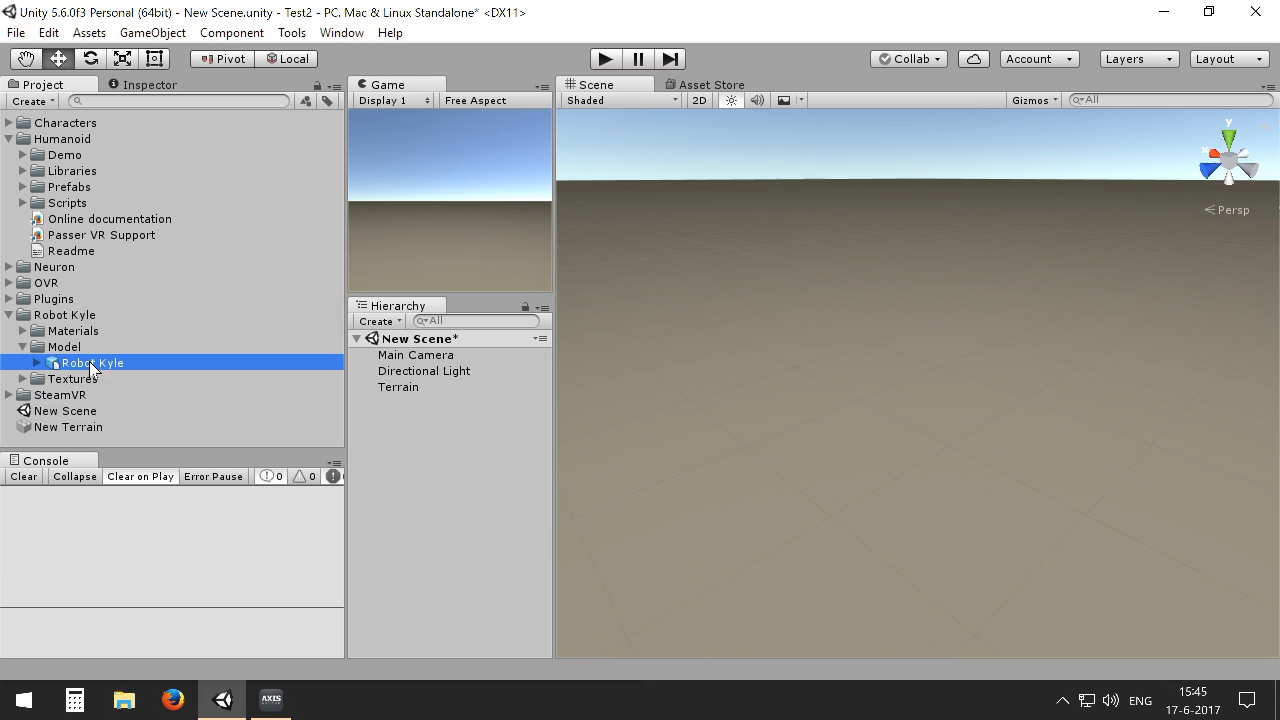 Unity 5.6.0f3 Personal (64bit) - New Scene.unity - Test2 - PC, Mac & Linux Standalone* <DX11>
File Edit Assets GameObject Component Tools Window Help
Pivot Local Collab Account Layers Layout
Project Inspector
Create
Characters
Humanoid
Demo
Libraries
Prefabs
Scripts
Online documentation
Passer VR Support
Readme
Neuron
OVR
Plugins
Robot Kyle
Materials
Model
Robot Kyle
Textures
SteamVR
New Scene
New Terrain
Console
Clear Collapse Clear on Play Error Pause 0 0
Game
Display 1 Free Aspect
Hierarchy
Create All
New Scene*
Main Camera
Directional Light
Terrain
Scene Asset Store
Shaded 2D Gizmos All
y
x
Persp
AXIS
ENG
15:45
17-6-2017